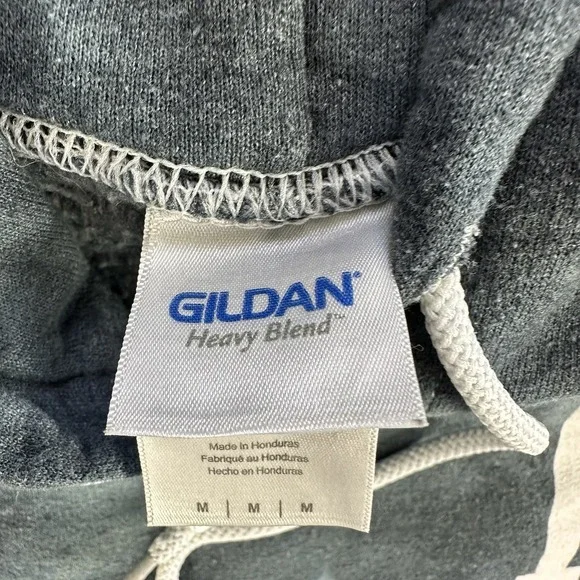 GILDAN®
Heavy Blend™
Made in Honduras
Fabriqué au Honduras
Hecho en Honduras
M | M | M